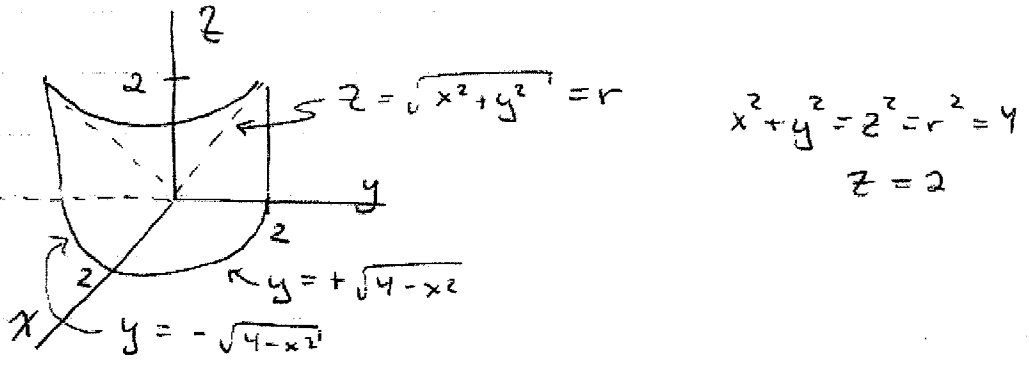 Z
2
z = √(x² + y²) = r
x² + y² = z² = r² = 4
z = 2
y
2
2
y = + √(4 - x²)
x
y = - √(4 - x²)